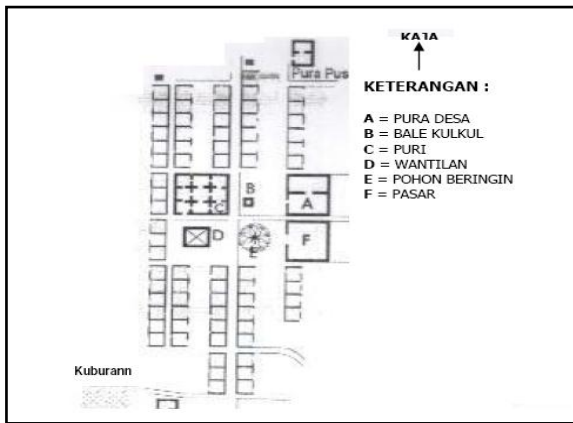 KAJA
Pura Pus
KETERANGAN :
A = PURA DESA
B = BALE KULKUL
C = PURI
D = WANTILAN
E = POHON BERINGIN
F = PASAR
B
A
C
D
E
F
Kuburann